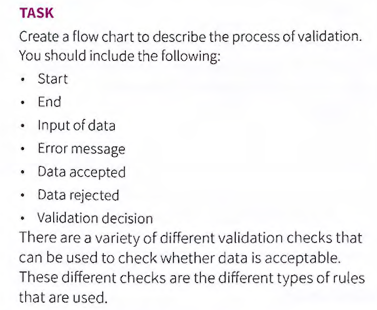 TASK
Create a flow chart to describe the process of validation.
You should include the following:
• Start
• End
• Input of data
• Error message
• Data accepted
• Data rejected
• Validation decision
There are a variety of different validation checks that
can be used to check whether data is acceptable.
These different checks are the different types of rules
that are used.